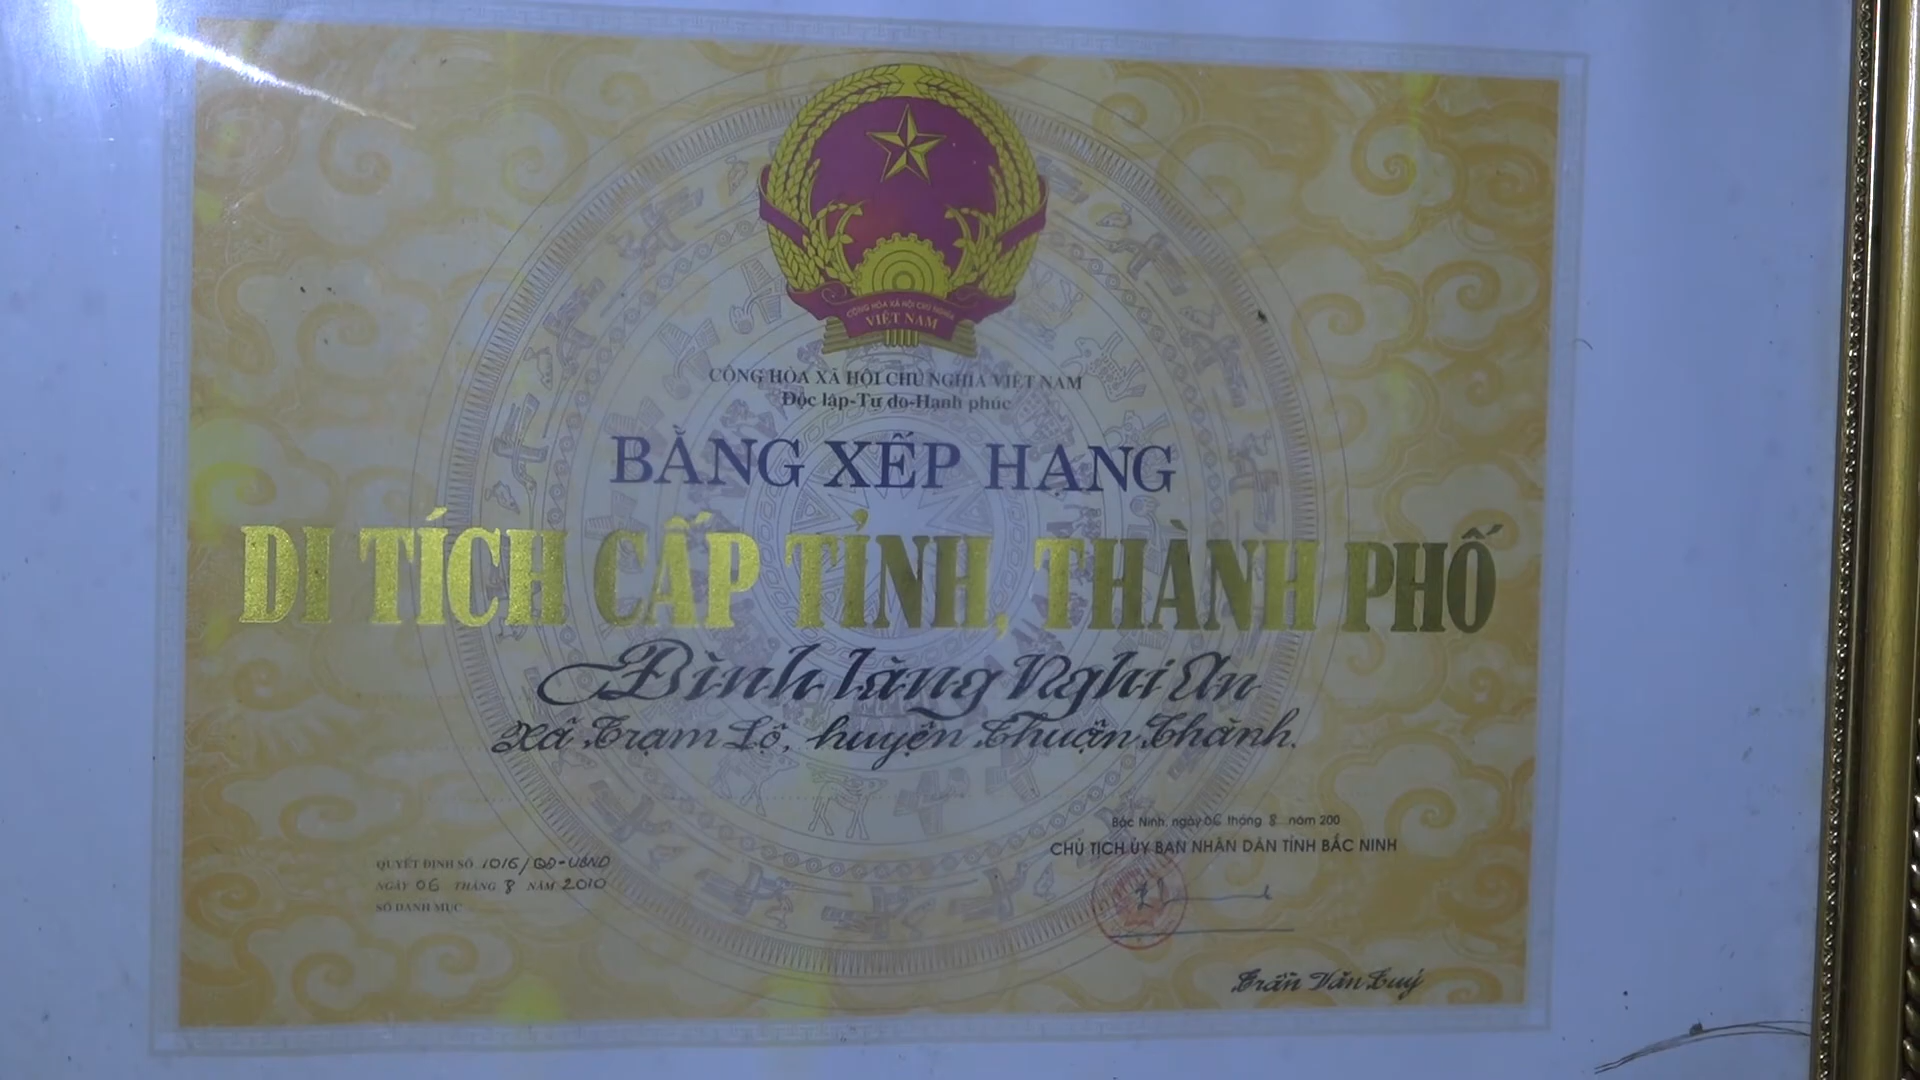 CỘNG HÒA XÃ HỘI CHỦ NGHĨA
VIỆT NAM
CỘNG HÒA XÃ HỘI CHỦ NGHĨA VIỆT NAM
Độc lập-Tự do-Hạnh phúc
BẰNG XẾP HẠNG
DI TÍCH CẤP TỈNH, THÀNH PHỐ
Đình làng Nghi An
Xã Trạm Lộ, huyện Thuận Thành.
Bắc Ninh, ngày 06 tháng 8 năm 200
CHỦ TỊCH ỦY BAN NHÂN DÂN TỈNH BẮC NINH
QUYẾT ĐỊNH SỐ 1016/QĐ-UBND
NGÀY 06 THÁNG 8 NĂM 2010
SỐ DANH MỤC
Trần Văn Tuý